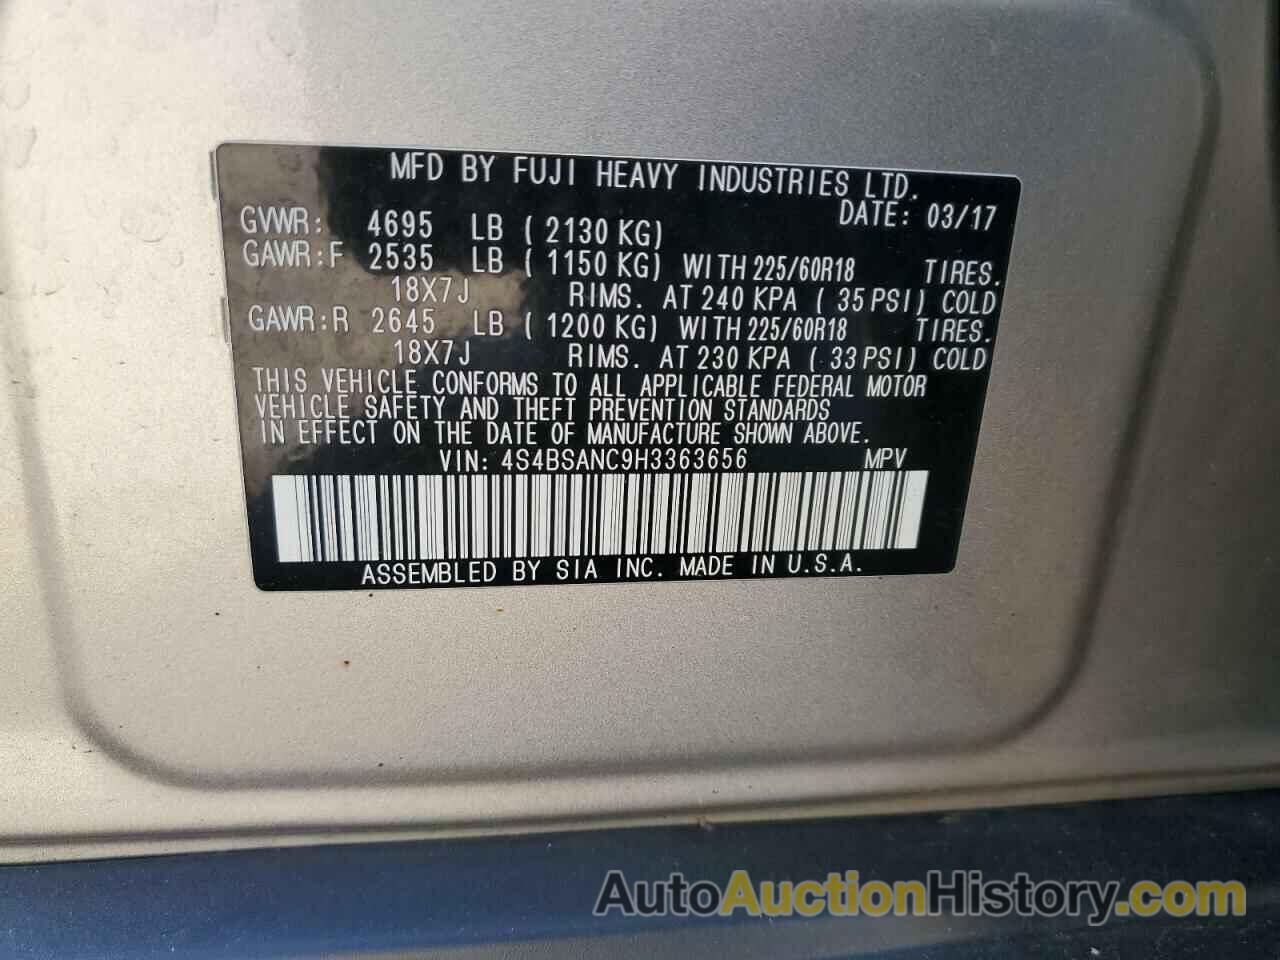 MFD BY FUJI HEAVY INDUSTRIES LTD.
DATE: 03/17
GVWR: 4695 LB ( 2130 KG)
GAWR:F 2535 LB ( 1150 KG) WITH 225/60R18 TIRES.
18X7J RIMS. AT 240 KPA ( 35 PSI) COLD
GAWR:R 2645 LB ( 1200 KG) WITH 225/60R18 TIRES.
18X7J RIMS. AT 230 KPA ( 33 PSI) COLD
THIS VEHICLE CONFORMS TO ALL APPLICABLE FEDERAL MOTOR
VEHICLE SAFETY AND THEFT PREVENTION STANDARDS
IN EFFECT ON THE DATE OF MANUFACTURE SHOWN ABOVE.
VIN: 4S4BSANC9H3363656 MPV
ASSEMBLED BY SIA INC. MADE IN U.S.A.
AutoAuctionHistory.com